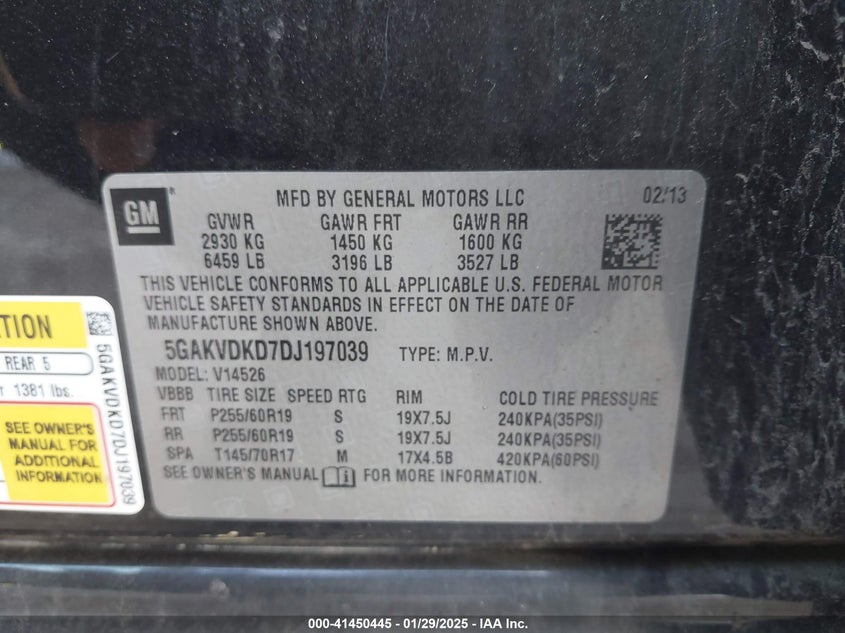 GM
MFD BY GENERAL MOTORS LLC 02/13
GVWR GAWR FRT GAWR RR
2930 KG 1450 KG 1600 KG
6459 LB 3196 LB 3527 LB
THIS VEHICLE CONFORMS TO ALL APPLICABLE U.S. FEDERAL MOTOR
VEHICLE SAFETY STANDARDS IN EFFECT ON THE DATE OF
MANUFACTURE SHOWN ABOVE.
5GAKVDKD7DJ197039 TYPE: M.P.V.
MODEL: V14526
VBBB TIRE SIZE SPEED RTG RIM COLD TIRE PRESSURE
FRT P255/60R19 S 19X7.5J 240KPA(35PSI)
RR P255/60R19 S 19X7.5J 240KPA(35PSI)
SPA T145/70R17 M 17X4.5B 420KPA(60PSI)
SEE OWNER'S MANUAL i FOR MORE INFORMATION.
REAR 5
1381 lbs.
SEE OWNER'S
MANUAL FOR
ADDITIONAL
INFORMATION
5GAKVDKD7DJ197039
000-41450445 - 01/29/2025 - IAA Inc.